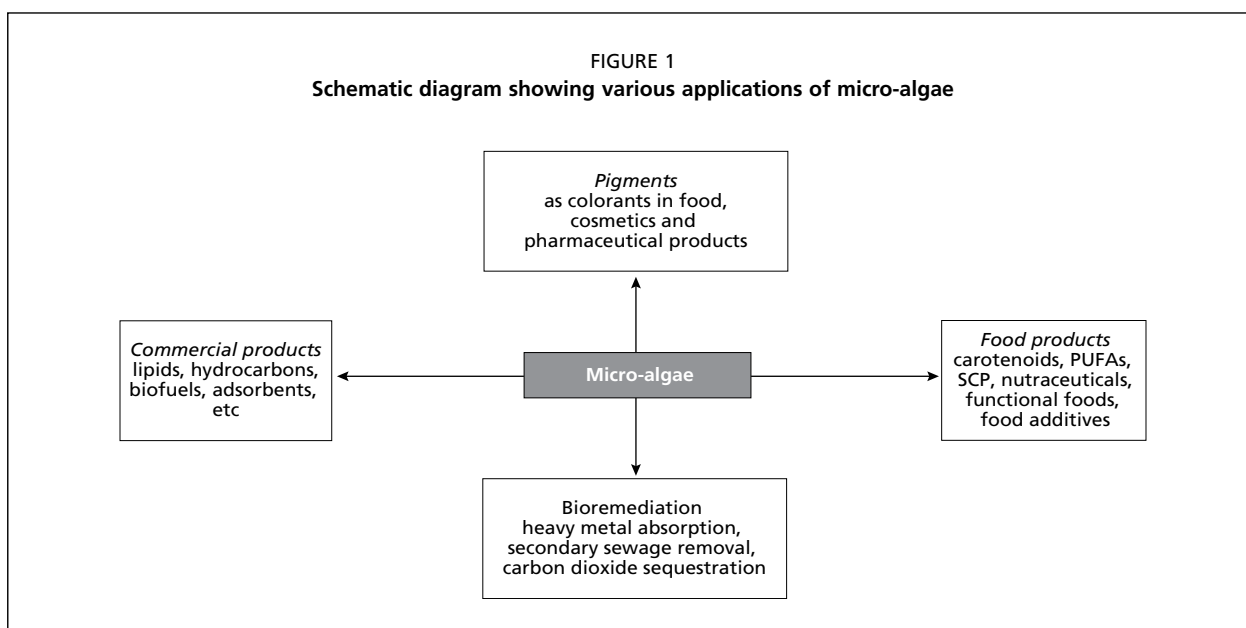 FIGURE 1
Schematic diagram showing various applications of micro-algae
Pigments
as colorants in food,
cosmetics and
pharmaceutical products
Commercial products
lipids, hydrocarbons,
biofuels, adsorbents,
etc
Micro-algae
Food products
carotenoids, PUFAs,
SCP, nutraceuticals,
functional foods,
food additives
Bioremediation
heavy metal absorption,
secondary sewage removal,
carbon dioxide sequestration